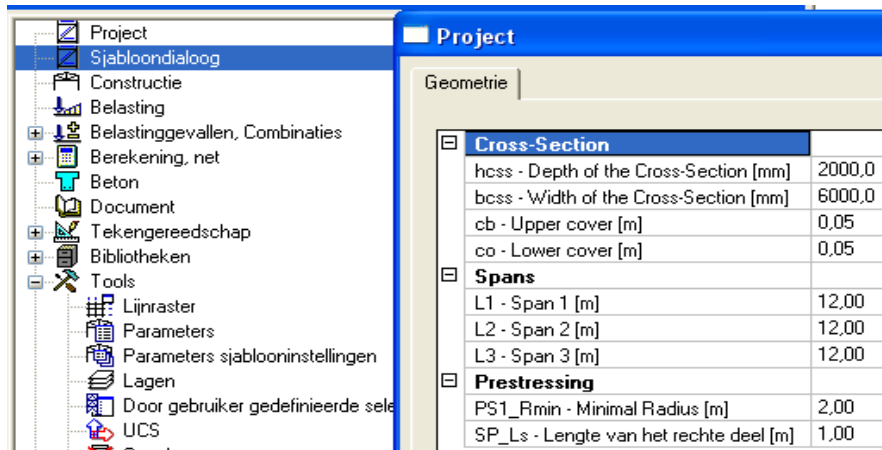 Project
Sjabloondialoog
Constructie
Belasting
Belastinggevallen, Combinaties
Berekening, net
Beton
Document
Tekengereedschap
Bibliotheken
Tools
Lijnraster
Parameters
Parameters sjablooninstellingen
Lagen
Door gebruiker gedefinieerde sele
UCS
Project
Geometrie
Cross-Section
hcss - Depth of the Cross-Section [mm] 2000,0
bcss - Width of the Cross-Section [mm] 6000,0
cb - Upper cover [m] 0,05
co - Lower cover [m] 0,05
Spans
L1 - Span 1 [m] 12,00
L2 - Span 2 [m] 12,00
L3 - Span 3 [m] 12,00
Prestressing
PS1_Rmin - Minimal Radius [m] 2,00
SP_Ls - Lengte van het rechte deel [m] 1,00